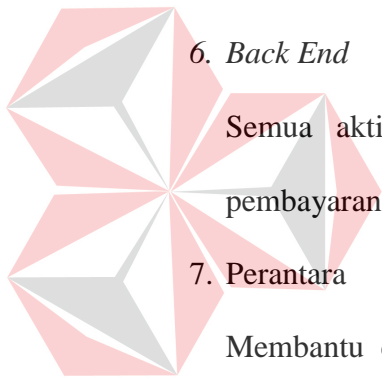 6. Back End
Semua akti
pembayaran
7. Perantara
Membantu